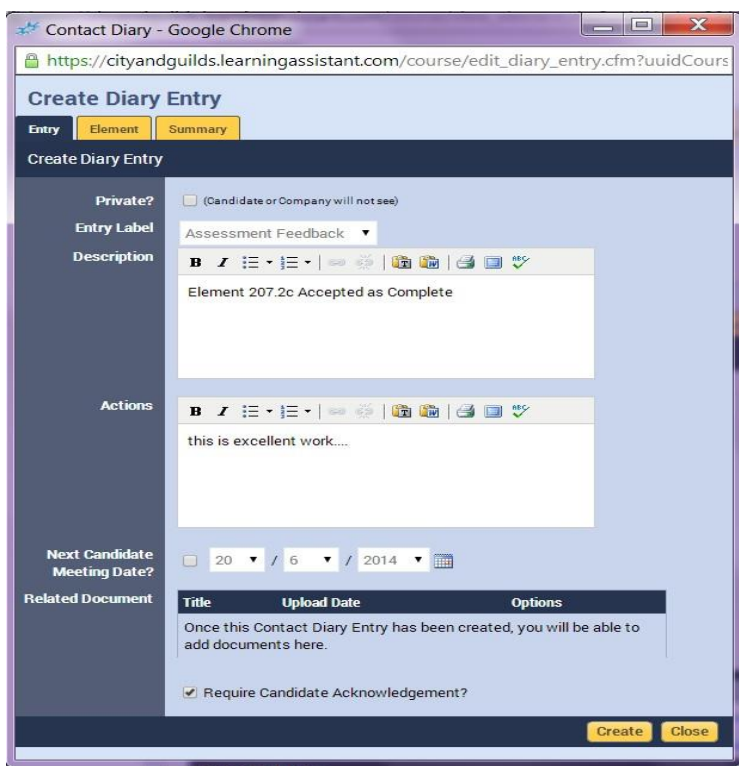 Contact Diary - Google Chrome
https://cityandguilds.learningassistant.com/course/edit_diary_entry.cfm?uuidCours
Create Diary Entry
Entry Element Summary
Create Diary Entry
Private? (Candidate or Company will not see)
Entry Label Assessment Feedback
Description
B I ABC
Element 207.2c Accepted as Complete
Actions
B I ABC
this is excellent work....
Next Candidate
Meeting Date? 20 / 6 / 2014
Related Document
Title Upload Date Options
Once this Contact Diary Entry has been created, you will be able to
add documents here.
Require Candidate Acknowledgement?
Create Close